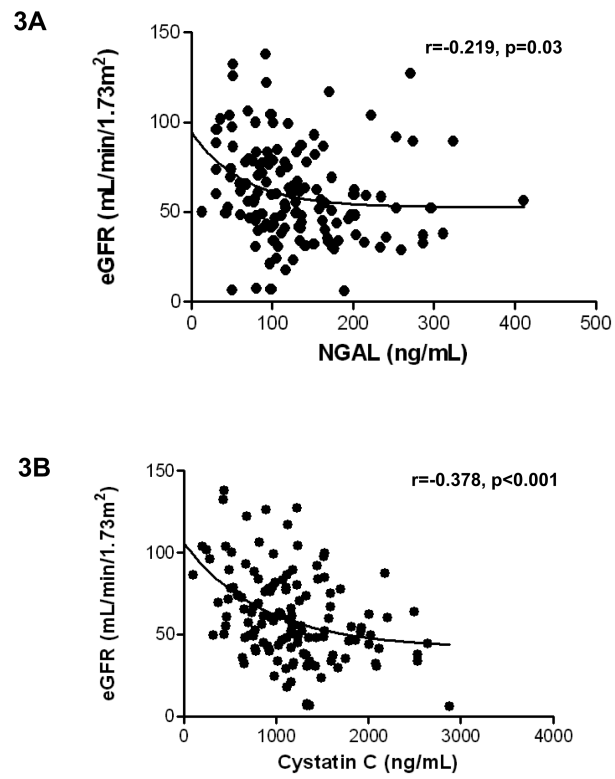 3A
r=-0.219, p=0.03
eGFR (mL/min/1.73m²)
150
100
50
0
0 100 200 300 400 500
NGAL (ng/mL)
3B
r=-0.378, p<0.001
eGFR (mL/min/1.73m²)
150
100
50
0
0 1000 2000 3000 4000
Cystatin C (ng/mL)